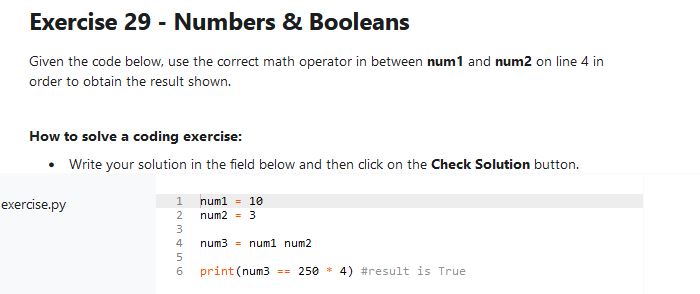 Exercise 29 - Numbers & Booleans
Given the code below, use the correct math operator in between num1 and num2 on line 4 in
order to obtain the result shown.
How to solve a coding exercise:
• Write your solution in the field below and then click on the Check Solution button.
exercise.py
1 num1 = 10
2 num2 = 3
3
4 num3 = num1 num2
5
6 print(num3 == 250 * 4) #result is True